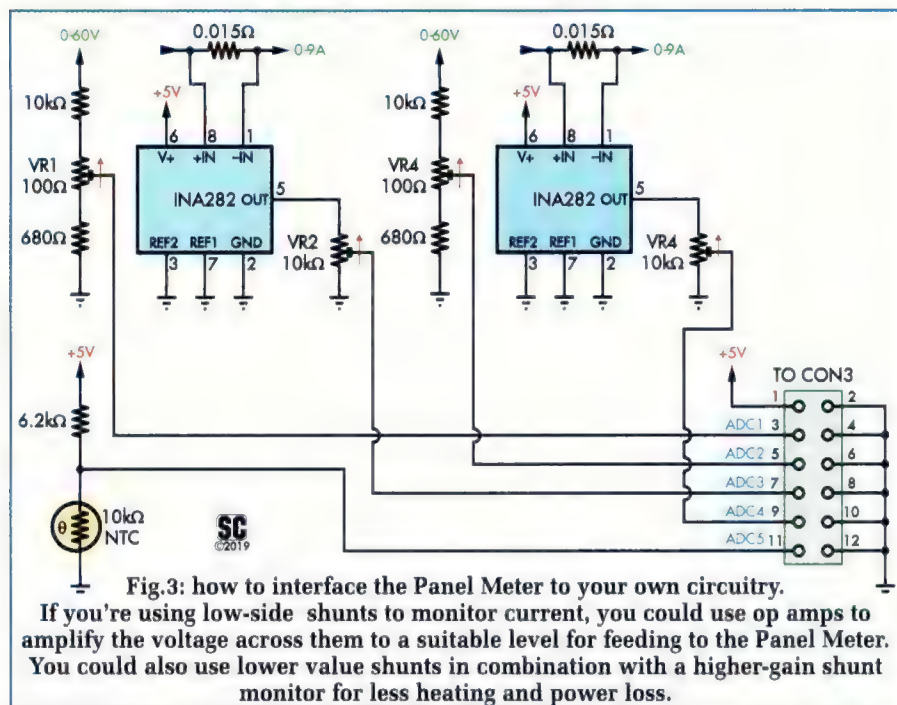 0-60V
0.015Ω
0-9A
0-60V
0.015Ω
0-9A
10kΩ
+5V
6
8
1
V+
+IN
–IN
INA282 OUT
5
REF2
REF1
GND
3
7
2
VR1
100Ω
680Ω
VR2
10kΩ
10kΩ
+5V
6
8
1
V+
+IN
–IN
INA282 OUT
5
REF2
REF1
GND
3
7
2
VR4
100Ω
680Ω
VR4
10kΩ
+5V
6.2kΩ
θ
10kΩ
NTC
SC
©2019
+5V
TO CON3
1
2
ADC1 3
4
ADC2 5
6
ADC3 7
8
ADC4 9
10
ADC5 11
12
Fig.3: how to interface the Panel Meter to your own circuitry.
If you're using low-side shunts to monitor current, you could use op amps to
amplify the voltage across them to a suitable level for feeding to the Panel Meter.
You could also use lower value shunts in combination with a higher-gain shunt
monitor for less heating and power loss.